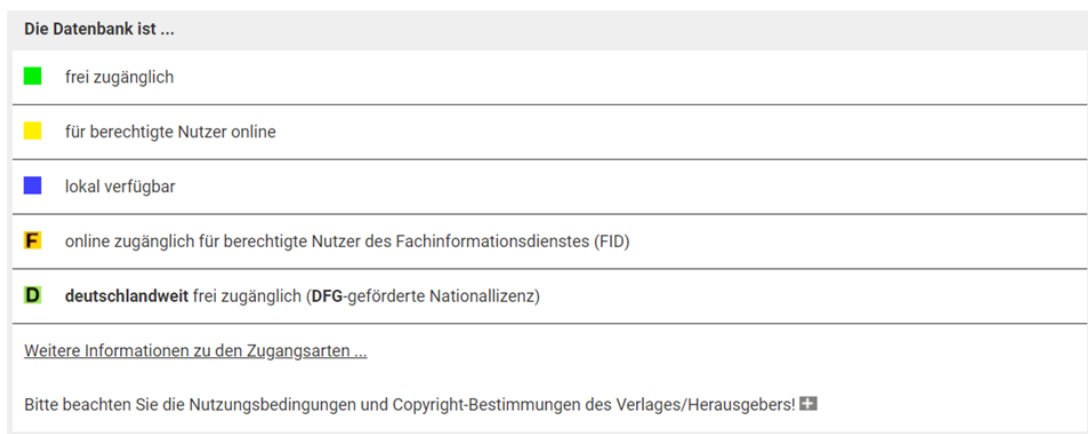 Die Datenbank ist ...
frei zugänglich
für berechtigte Nutzer online
lokal verfügbar
F online zugänglich für berechtigte Nutzer des Fachinformationsdienstes (FID)
D deutschlandweit frei zugänglich (DFG-geförderte Nationallizenz)
Weitere Informationen zu den Zugangsarten ...
Bitte beachten Sie die Nutzungsbedingungen und Copyright-Bestimmungen des Verlages/Herausgebers!